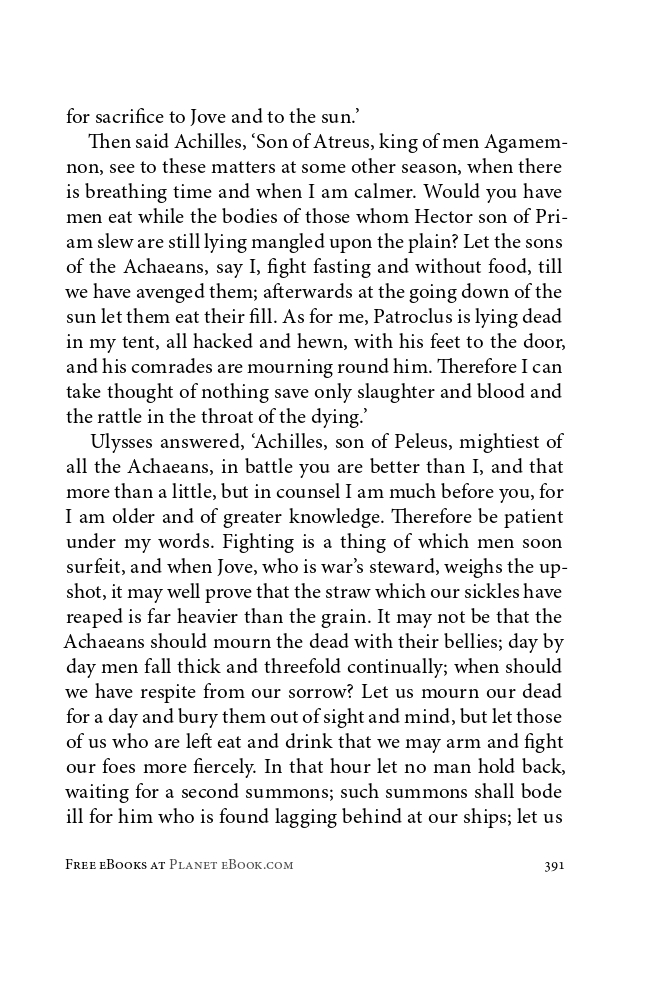 for sacrifice to Jove and to the sun.’
Then said Achilles, ‘Son of Atreus, king of men Agamem-
non, see to these matters at some other season, when there
is breathing time and when I am calmer. Would you have
men eat while the bodies of those whom Hector son of Pri-
am slew are still lying mangled upon the plain? Let the sons
of the Achaeans, say I, fight fasting and without food, till
we have avenged them; afterwards at the going down of the
sun let them eat their fill. As for me, Patroclus is lying dead
in my tent, all hacked and hewn, with his feet to the door,
and his comrades are mourning round him. Therefore I can
take thought of nothing save only slaughter and blood and
the rattle in the throat of the dying.’
Ulysses answered, ‘Achilles, son of Peleus, mightiest of
all the Achaeans, in battle you are better than I, and that
more than a little, but in counsel I am much before you, for
I am older and of greater knowledge. Therefore be patient
under my words. Fighting is a thing of which men soon
surfeit, and when Jove, who is war’s steward, weighs the up-
shot, it may well prove that the straw which our sickles have
reaped is far heavier than the grain. It may not be that the
Achaeans should mourn the dead with their bellies; day by
day men fall thick and threefold continually; when should
we have respite from our sorrow? Let us mourn our dead
for a day and bury them out of sight and mind, but let those
of us who are left eat and drink that we may arm and fight
our foes more fiercely. In that hour let no man hold back,
waiting for a second summons; such summons shall bode
ill for him who is found lagging behind at our ships; let us
Free eBooks at Planet eBook.com 391